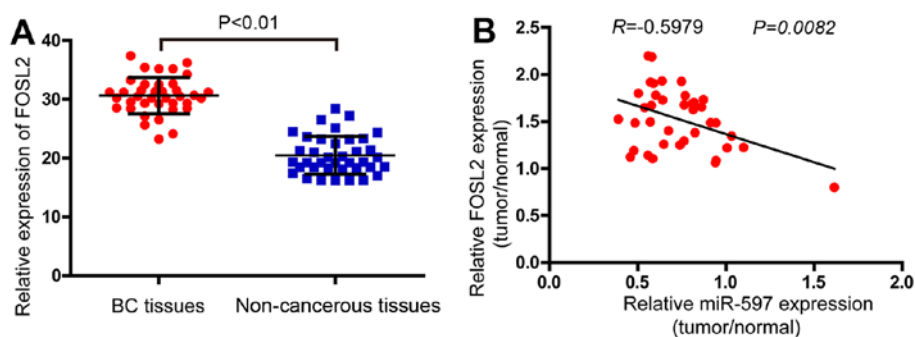 A
P<0.01
Relative expression of FOSL2
40
30
20
10
0
BC tissues
Non-cancerous tissues
B
R=-0.5979
P=0.0082
Relative FOSL2 expression
(tumor/normal)
2.5
2.0
1.5
1.0
0.5
0.0
0.0
0.5
1.0
1.5
2.0
Relative miR-597 expression
(tumor/normal)